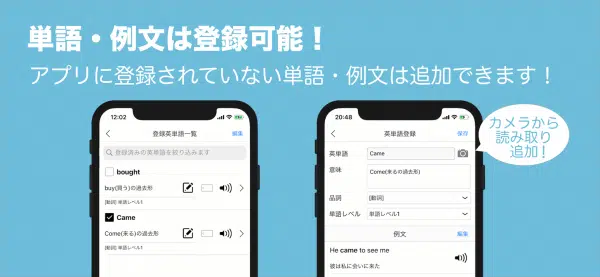 単語・例文は登録可能！
アプリに登録されていない単語・例文は追加できます！
12:02
登録英単語一覧
編集
登録済みの英単語を絞り込みます
bought
buy(買う)の過去形
[動詞] 単語レベル1
Came
Come(来る)の過去形
[動詞] 単語レベル1
20:48
英単語登録
保存
英単語
Came
意味
Come(来るの過去形)
品詞
[動詞]
単語レベル
単語レベル1
例文
編集
He came to see me
彼は私に会いに来た
カメラから
読み取り
追加！